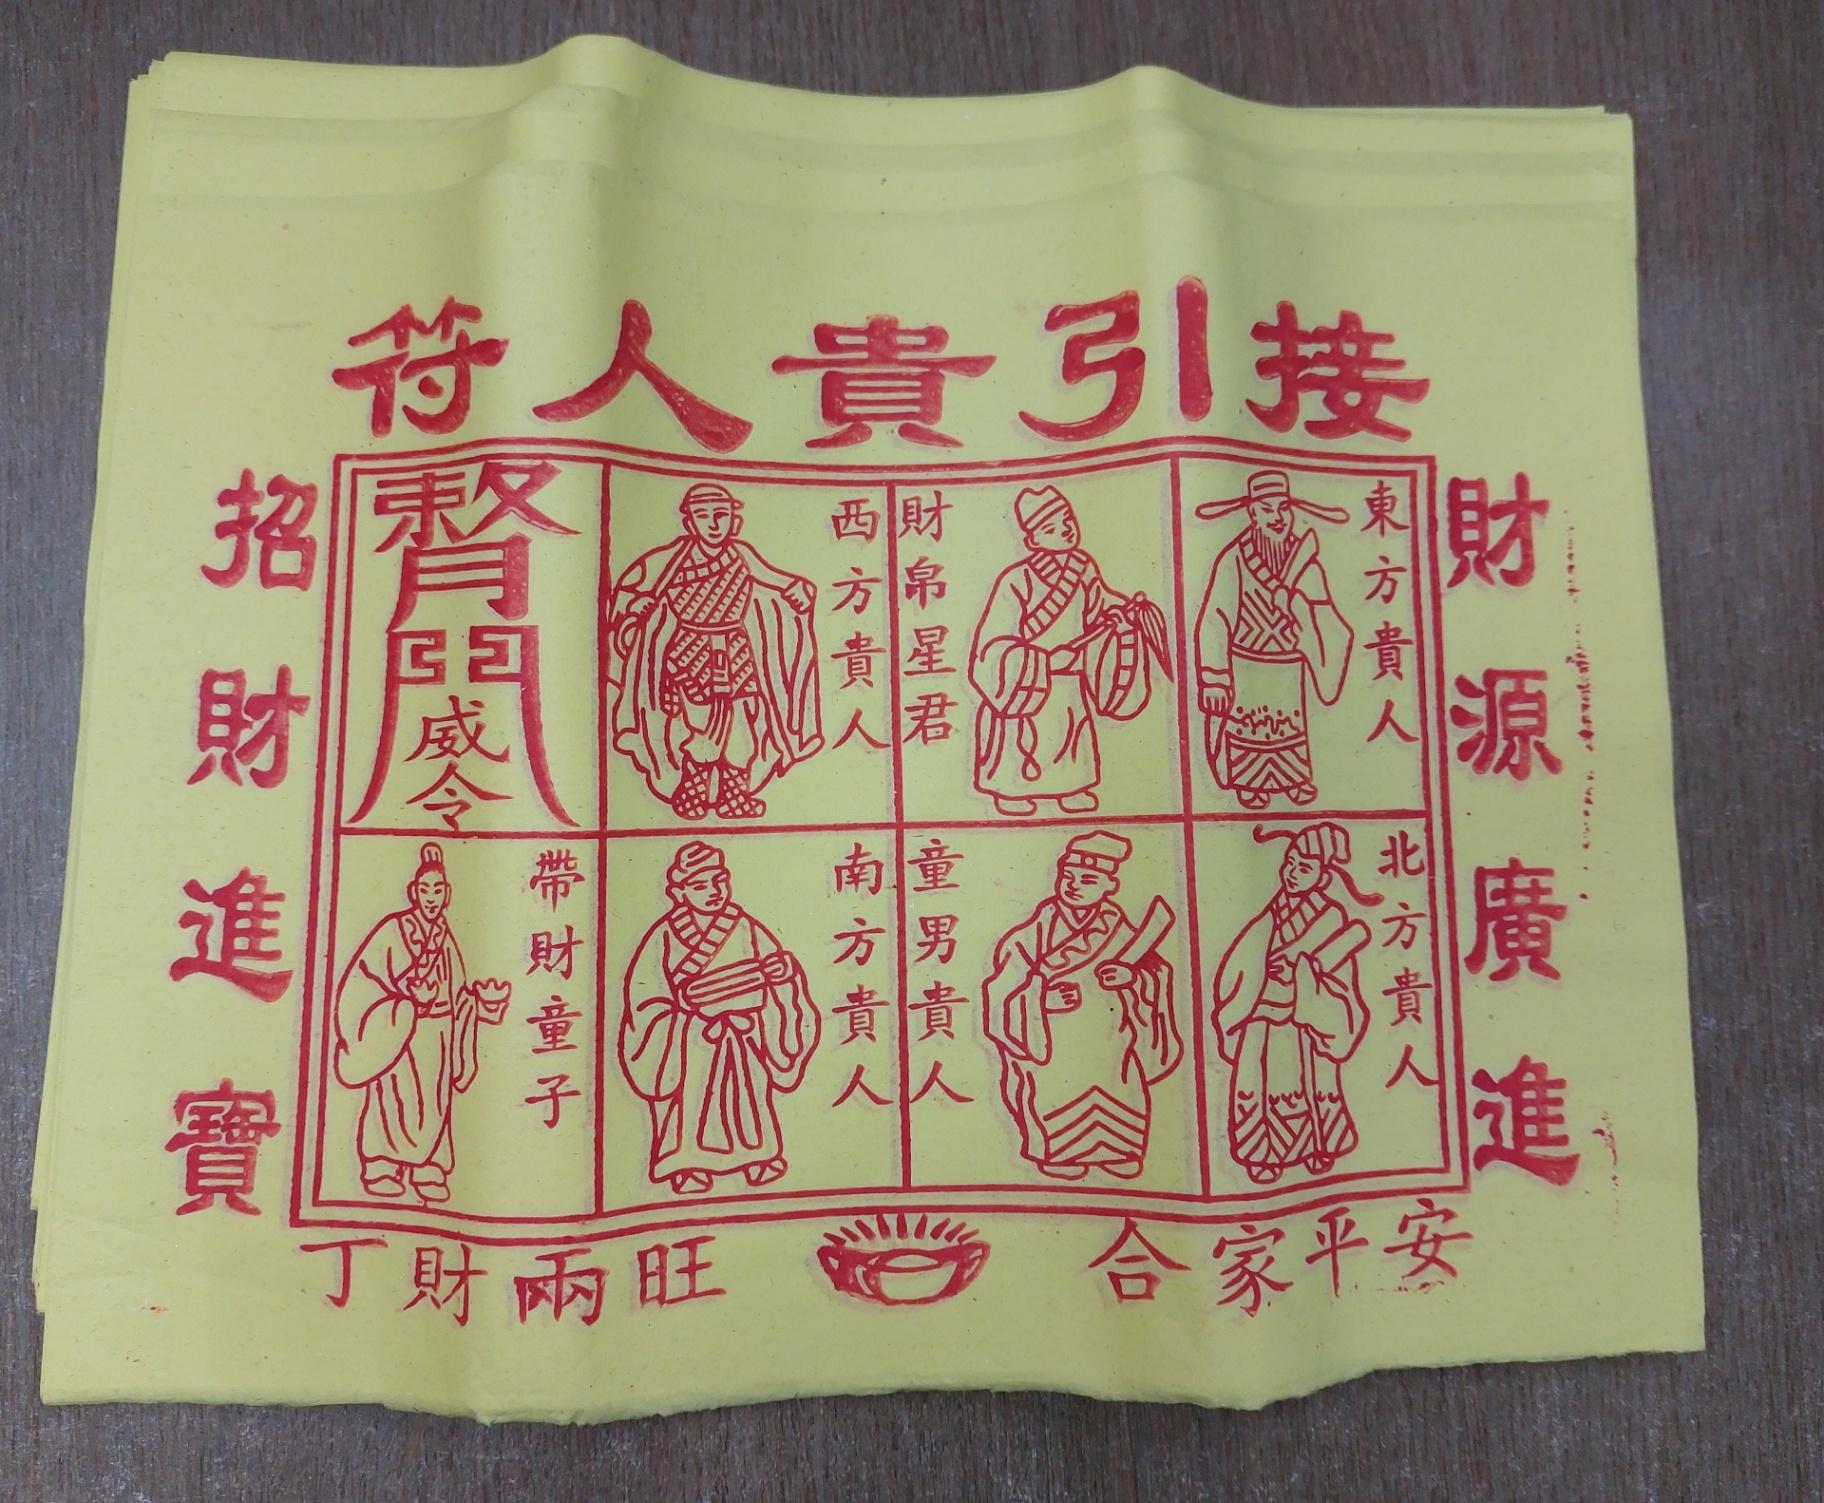 接引貴人符
財源廣進
東方貴人
財帛星君
西方貴人
威令
北方貴人
童男貴人
南方貴人
帶財童子
招財進寶
丁財兩旺
合家平安